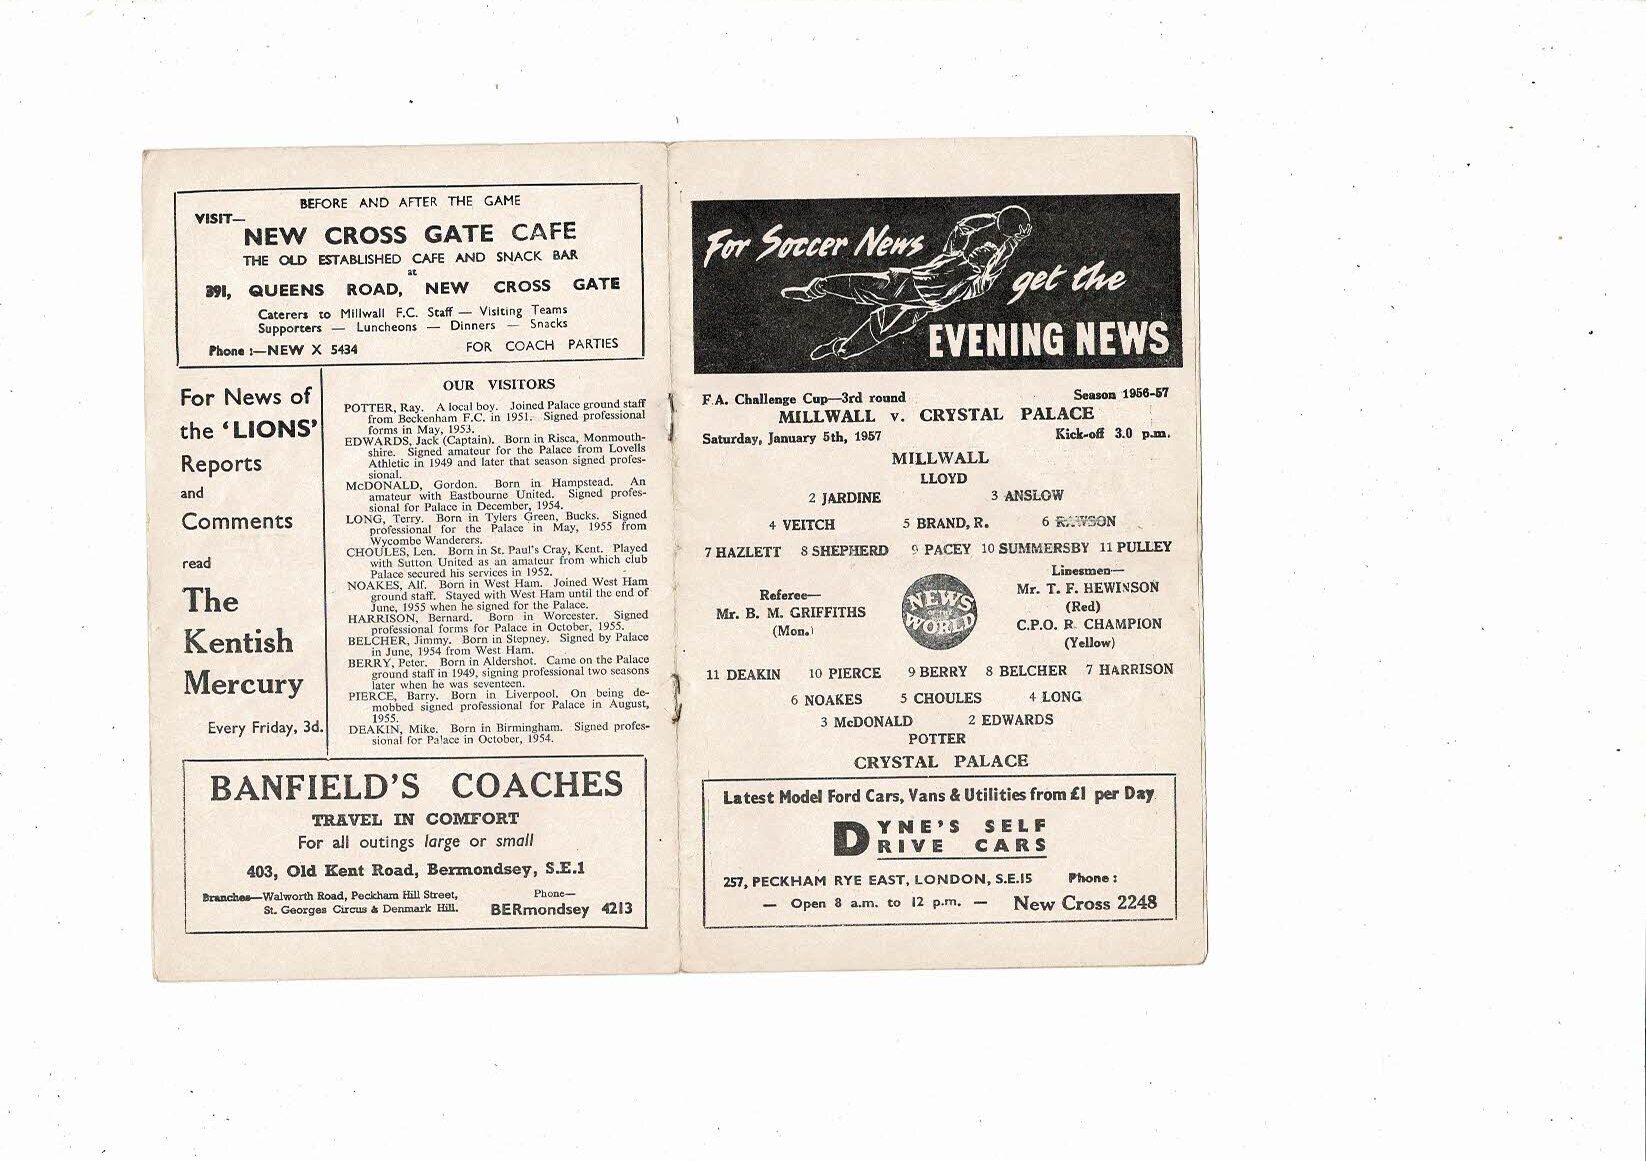 BEFORE AND AFTER THE GAME
VISIT—
NEW CROSS GATE CAFE
THE OLD ESTABLISHED CAFE AND SNACK BAR
at
391, QUEENS ROAD, NEW CROSS GATE
Caterers to Millwall F.C. Staff — Visiting Teams
Supporters — Luncheons — Dinners — Snacks
Phone :—NEW X 5434 FOR COACH PARTIES
For News of
the 'LIONS'
Reports
and
Comments
read
The
Kentish
Mercury
Every Friday, 3d.
OUR VISITORS
POTTER, Ray. A local boy. Joined Palace ground staff
from Beckenham F.C. in 1951. Signed professional
forms in May, 1953.
EDWARDS, Jack (Captain). Born in Risca, Monmouth-
shire. Signed amateur for the Palace from Lovells
Athletic in 1949 and later that season signed profes-
sional.
McDONALD, Gordon. Born in Hampstead. An
amateur with Eastbourne United. Signed profes-
sional for Palace in December, 1954.
LONG, Terry. Born in Tylers Green, Bucks. Signed
professional for the Palace in May, 1955 from
Wycombe Wanderers.
CHOULES, Len. Born in St. Paul's Cray, Kent. Played
with Sutton United as an amateur from which club
Palace secured his services in 1952.
NOAKES, Alf. Born in West Ham. Joined West Ham
ground staff. Stayed with West Ham until the end of
June, 1955 when he signed for the Palace.
HARRISON, Bernard. Born in Worcester. Signed
professional forms for Palace in October, 1955.
BELCHER, Jimmy. Born in Stepney. Signed by Palace
in June, 1954 from West Ham.
BERRY, Peter. Born in Aldershot. Came on the Palace
ground staff in 1949, signing professional two seasons
later when he was seventeen.
PIERCE, Barry. Born in Liverpool. On being de-
mobbed signed professional for Palace in August,
1955.
DEAKIN, Mike. Born in Birmingham. Signed profes-
sional for Palace in October, 1954.
BANFIELD'S COACHES
TRAVEL IN COMFORT
For all outings large or small
403, Old Kent Road, Bermondsey, S.E.1
Branches—Walworth Road, Peckham Hill Street,
St. Georges Circus & Denmark Hill.
Phone—
BERmondsey 4213
For Soccer News
get the
EVENING NEWS
F.A. Challenge Cup—3rd round Season 1956-57
MILLWALL v. CRYSTAL PALACE
Saturday, January 5th, 1957 Kick-off 3.0 p.m.
MILLWALL
LLOYD
2 JARDINE 3 ANSLOW
4 VEITCH 5 BRAND, R. 6 RAWSON
7 HAZLETT 8 SHEPHERD 9 PACEY 10 SUMMERSBY 11 PULLEY
Referee—
Mr. B. M. GRIFFITHS
(Mon.)
NEWS
OF THE
WORLD
Linesmen—
Mr. T. F. HEWINSON
(Red)
C.P.O. R. CHAMPION
(Yellow)
11 DEAKIN 10 PIERCE 9 BERRY 8 BELCHER 7 HARRISON
6 NOAKES 5 CHOULES 4 LONG
3 McDONALD 2 EDWARDS
POTTER
CRYSTAL PALACE
Latest Model Ford Cars, Vans & Utilities from £1 per Day
DYNE'S SELF
DRIVE CARS
257, PECKHAM RYE EAST, LONDON, S.E.15 Phone :
— Open 8 a.m. to 12 p.m. — New Cross 2248